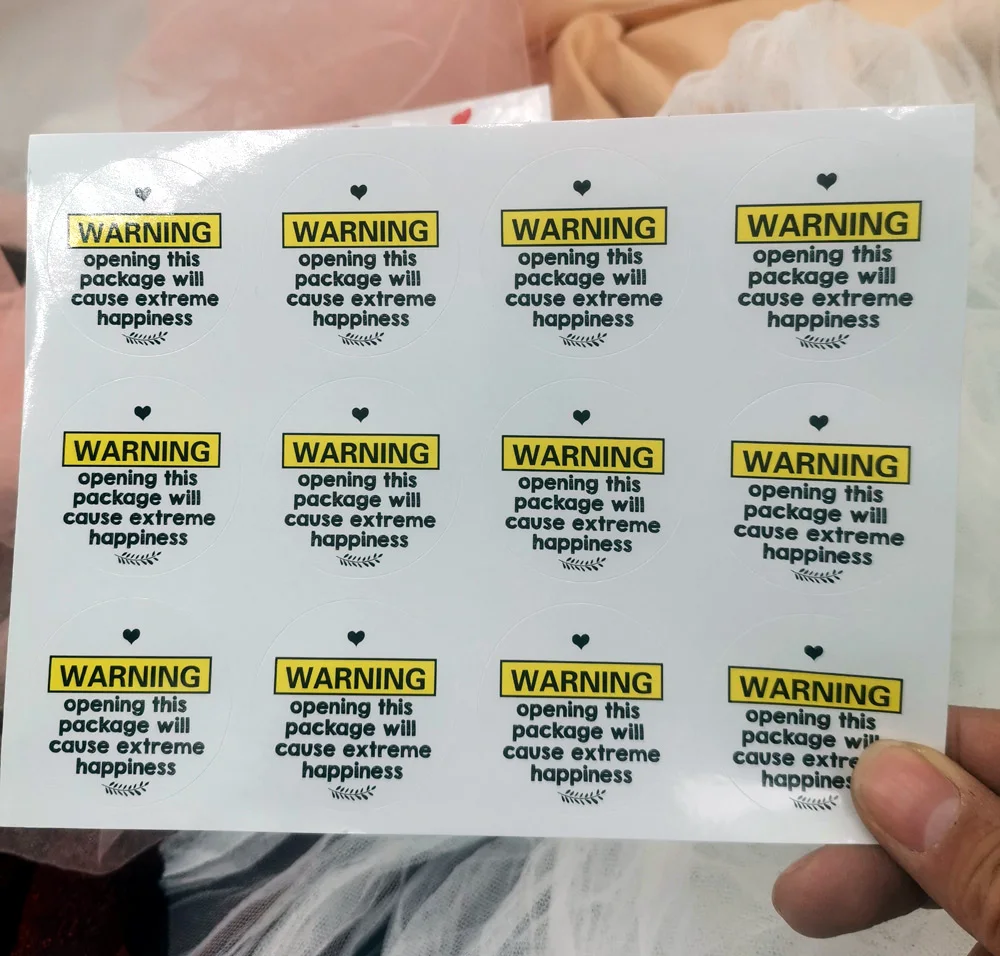 WARNING
opening this
package will
cause extreme
happiness
WARNING
opening this
package will
cause extreme
happiness
WARNING
opening this
package will
cause extreme
happiness
WARNING
opening this
package will
cause extreme
happiness
WARNING
opening this
package will
cause extreme
happiness
WARNING
opening this
package will
cause extreme
happiness
WARNING
opening this
package will
cause extreme
happiness
WARNING
opening this
package will
cause extreme
happiness
WARNING
opening this
package will
cause extreme
happiness
WARNING
opening this
package will
cause extreme
happiness
WARNING
opening this
package will
cause extreme
happiness
WARNING
opening this
package will
cause extre
happines